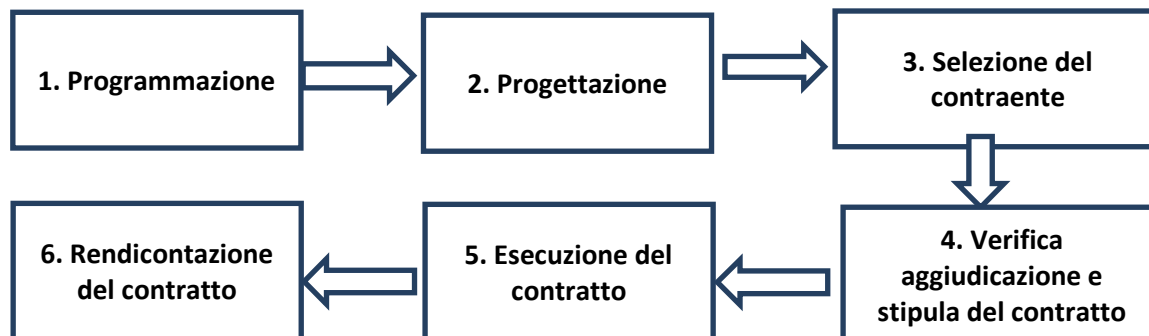 1. Programmazione
2. Progettazione
3. Selezione del
contraente
4. Verifica
aggiudicazione e
stipula del contratto
5. Esecuzione del
contratto
6. Rendicontazione
del contratto